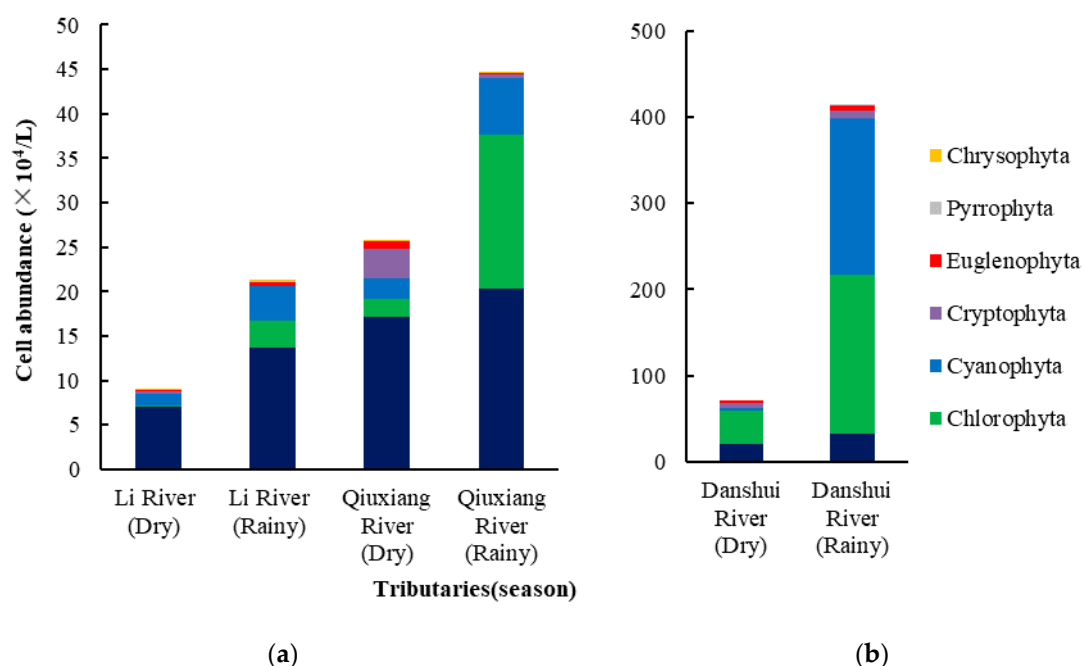 Cell abundance (×10⁴/L)
50
45
40
35
30
25
20
15
10
5
0
Li River
(Dry)
Li River
(Rainy)
Qiuxiang
River
(Dry)
Qiuxiang
River
(Rainy)
500
400
300
200
100
0
Danshui
River
(Dry)
Danshui
River
(Rainy)
Chrysophyta
Pyrrophyta
Euglenophyta
Cryptophyta
Cyanophyta
Chlorophyta
Tributaries(season)
(a)
(b)